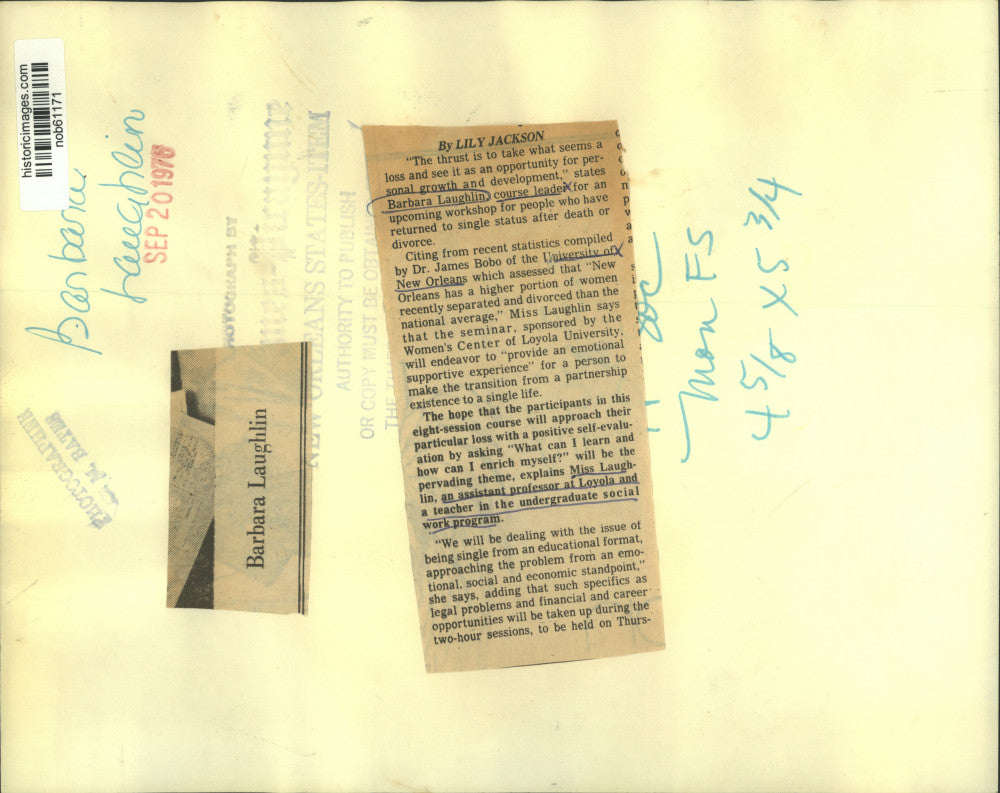 historicimages.com
nob61171
Barbara
Laughlin
SEP 20 1976
PHOTOGRAPHER
PHOTOGRAPH BY
NEW ORLEANS STATES-ITEM
AUTHORITY TO PUBLISH
OR COPY MUST BE
THE
Barbara Laughlin
By LILY JACKSON
"The thrust is to take what seems a
loss and see it as an opportunity for per-
sonal growth and development," states
Barbara Laughlin, course leader for an
upcoming workshop for people who have
returned to single status after death or
divorce.
Citing from recent statistics compiled
by Dr. James Bobo of the University of
New Orleans which assessed that "New
Orleans has a higher portion of women
recently separated and divorced than the
national average," Miss Laughlin says
that the seminar, sponsored by the
Women's Center of Loyola University,
will endeavor to "provide an emotional
supportive experience" for a person to
make the transition from a partnership
existence to a single life.
The hope that the participants in this
eight-session course will approach their
particular loss with a positive self-evalu-
ation by asking "What can I learn and
how can I enrich myself?" will be the
pervading theme, explains Miss Laugh-
lin, an assistant professor at Loyola and
a teacher in the undergraduate social
work program.
"We will be dealing with the issue of
being single from an educational format,
approaching the problem from an emo-
tional, social and economic standpoint,"
she says, adding that such specifics as
legal problems and financial and career
opportunities will be taken up during the
two-hour sessions, to be held on Thurs-
Mon FS
4 5/8 x 5 3/4